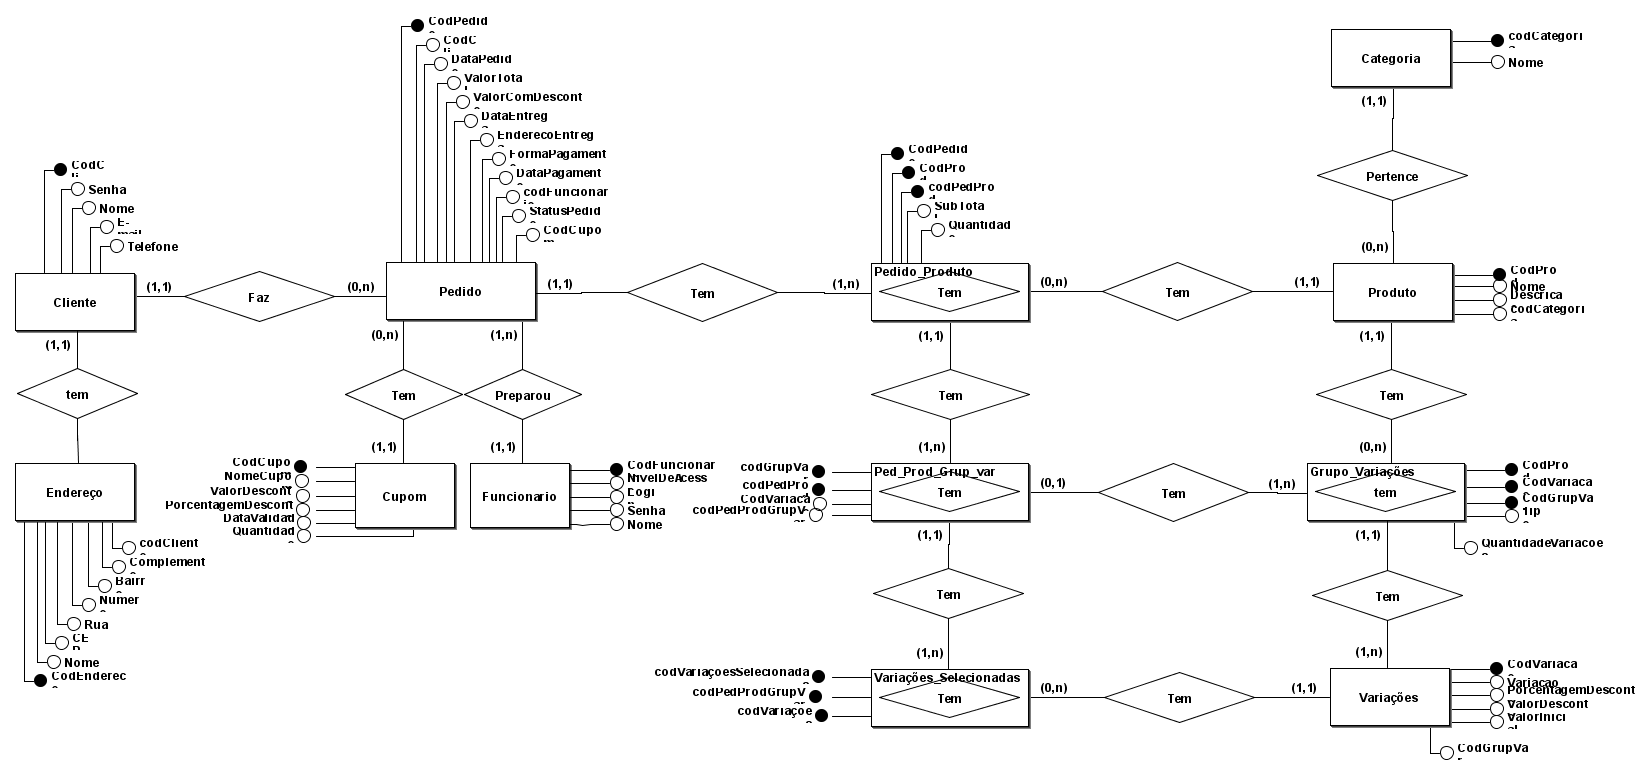 CodPedid
CodC
DataPedid
ValorTota
ValorComDescont
DataEntreg
EnderecoEntreg
FormaPagament
DataPagament
codFuncionar
StatusPedid
CodCupo
Pedido
CodC
Senha
Nome
E-
Telefone
Cliente
(1,1)
Faz
(0,n)
(1,1)
tem
Endereço
codClient
Complement
Bairr
Numer
Rua
CE
Nome
CodEnderec
(0,n)
Tem
(1,1)
CodCupo
NomeCupo
ValorDescont
PorcentagemDescont
DataValidad
Quantidad
Cupom
(1,n)
Preparou
(1,1)
Funcionario
CodFuncionar
NivelDeAcess
Logi
Senha
Nome
(1,1)
Tem
(1,n)
CodPedid
CodPro
codPedPro
SubTota
Quantidad
Pedido_Produto
Tem
(0,n)
Tem
(1,1)
Categoria
codCategori
Nome
(1,1)
Pertence
(0,n)
Produto
CodPro
Nome
Descrica
codCategori
(1,1)
Tem
(1,n)
codGrupVa
codPedPro
CodVariaca
codPedProdGrupV
Ped_Prod_Grup_var
Tem
(0,1)
Tem
(1,n)
(1,1)
Tem
(0,n)
Grupo_Variações
tem
CodPro
CodVariaca
CodGrupVa
Tip
QuantidadeVariacoe
(1,1)
Tem
(1,n)
codVariaçoesSelecionada
codPedProdGrupV
codVariaçoe
Variações_Selecionadas
Tem
(0,n)
Tem
(1,1)
(1,1)
Tem
(1,n)
Variações
CodVariaca
Variaçao
PorcentagemDescont
ValorDescont
ValorInici
CodGrupVa